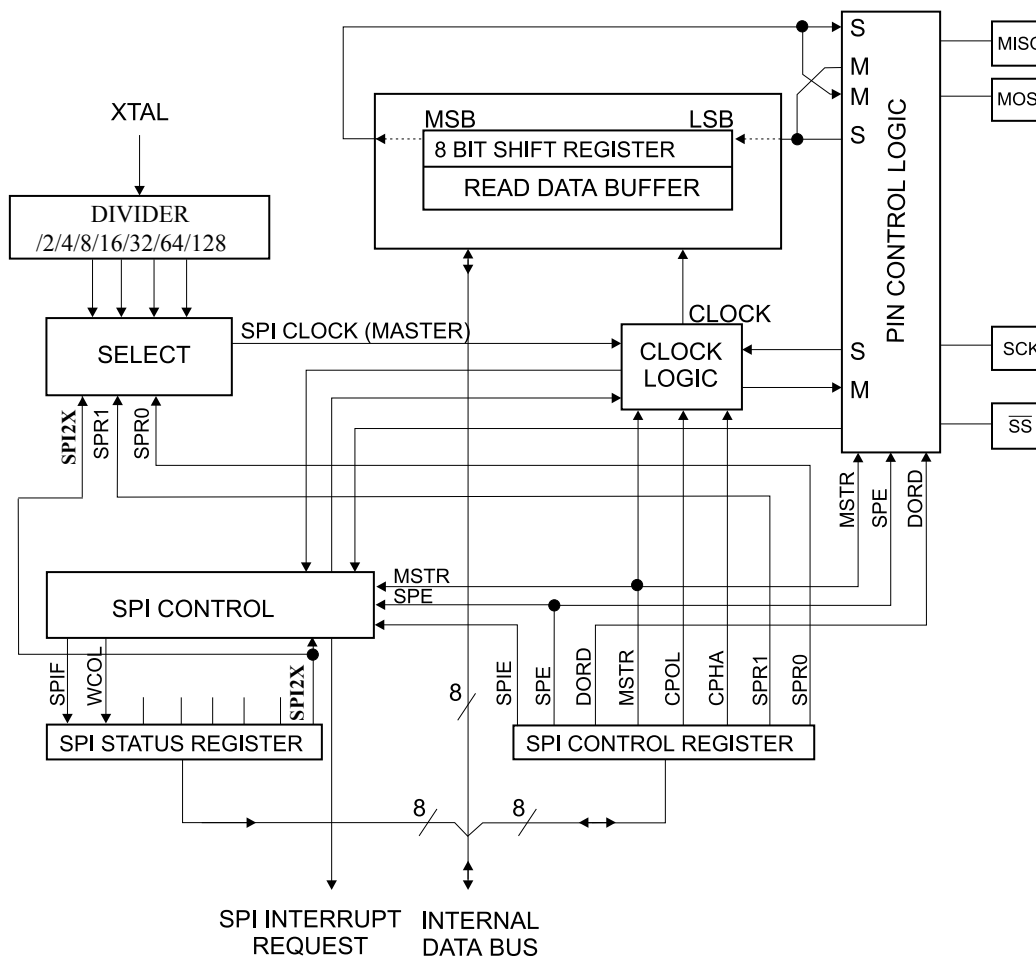 S
MISO
M
M
MOSI
MSB
LSB
S
XTAL
8 BIT SHIFT REGISTER
READ DATA BUFFER
PIN CONTROL LOGIC
DIVIDER
/2/4/8/16/32/64/128
SPI CLOCK (MASTER)
CLOCK
SELECT
CLOCK
LOGIC
S
M
SCK
SS
SPI2X
SPR1
SPR0
MSTR
SPE
DORD
MSTR
SPE
SPI CONTROL
SPIF
WCOL
SPI2X
8
SPIE
SPE
DORD
MSTR
CPOL
CPHA
SPR1
SPR0
SPI STATUS REGISTER
SPI CONTROL REGISTER
8
8
SPI INTERRUPT
REQUEST
INTERNAL
DATA BUS